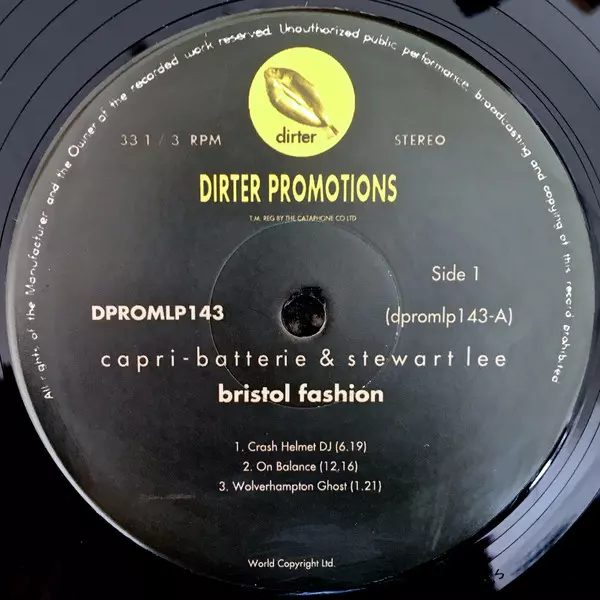 All rights of the Manufacturer and the Owner of the recorded work reserved. Unauthorized public performance, broadcasting and copying of this record prohibited
dirter
33 1/3 RPM
STEREO
DIRTER PROMOTIONS
T.M. REG BY THE CATAPHONE CO LTD
Side 1
DPROMLP143
(dpromlp143-A)
capri-batterie & stewart lee
bristol fashion
1. Crash Helmet DJ (6.19)
2. On Balance (12,16)
3. Wolverhampton Ghost (1.21)
World Copyright Ltd.